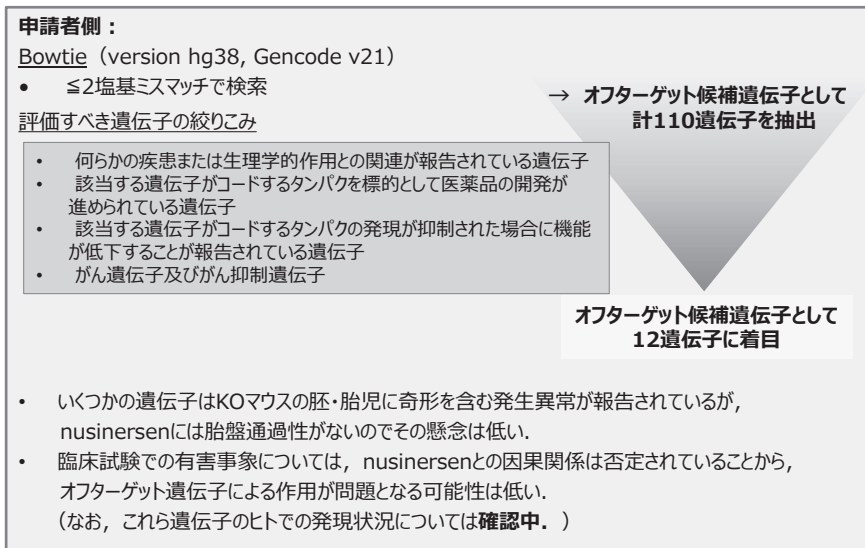 申請者側：
Bowtie（version hg38, Gencode v21）
• ≦2塩基ミスマッチで検索
→ オフターゲット候補遺伝子として
計110遺伝子を抽出
評価すべき遺伝子の絞りこみ
• 何らかの疾患または生理学的作用との関連が報告されている遺伝子
• 該当する遺伝子がコードするタンパクを標的として医薬品の開発が
進められている遺伝子
• 該当する遺伝子がコードするタンパクの発現が抑制された場合に機能
が低下することが報告されている遺伝子
• がん遺伝子及びがん抑制遺伝子
オフターゲット候補遺伝子として
12遺伝子に着目
• いくつかの遺伝子はKOマウスの胚・胎児に奇形を含む発生異常が報告されているが，
nusinersenには胎盤通過性がないのでその懸念は低い．
• 臨床試験での有害事象については，nusinersenとの因果関係は否定されていることから，
オフターゲット遺伝子による作用が問題となる可能性は低い．
（なお，これら遺伝子のヒトでの発現状況については確認中．）